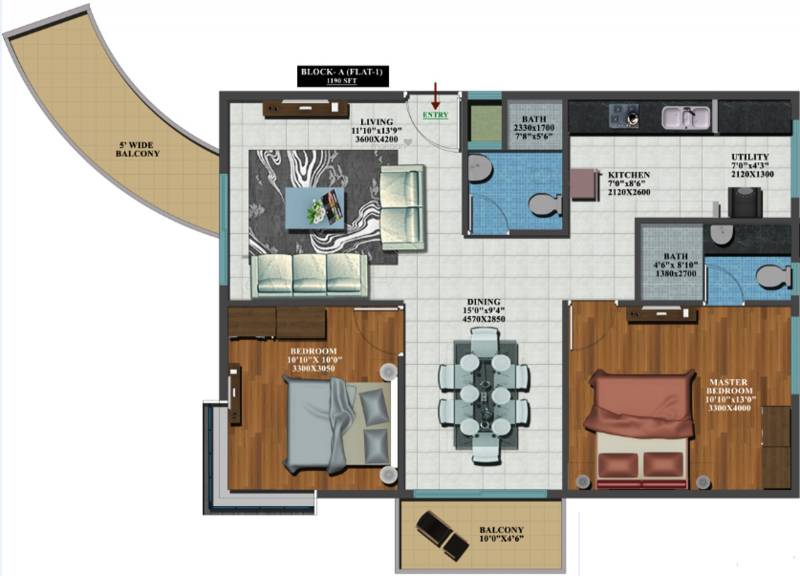 BLOCK- A (FLAT-1)
1190 SFT
LIVING
11'10"x13'9"
3600X4200
ENTRY
BATH
2330x1700
7'8"x5'6"
5' WIDE
BALCONY
KITCHEN
7'0"x8'6"
2120X2600
UTILITY
7'0"x4'3"
2120X1300
BATH
4'6"x 8'10"
1380x2700
DINING
15'0"x9'4"
4570X2850
BEDROOM
10'10"X 10'0"
3300X3050
MASTER
BEDROOM
10'10"x13'0"
3300X4000
BALCONY
10'0"X4'6"